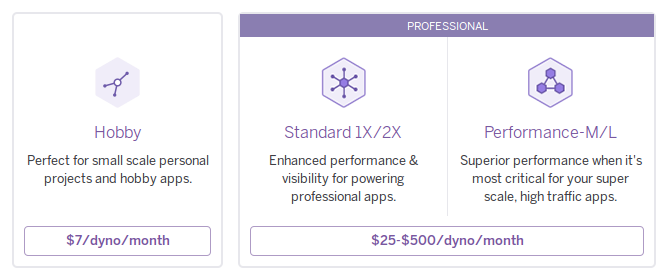 PROFESSIONAL
Hobby
Perfect for small scale personal
projects and hobby apps.
$7/dyno/month
Standard 1X/2X
Enhanced performance &
visibility for powering
professional apps.
Performance-M/L
Superior performance when it's
most critical for your super
scale, high traffic apps.
$25-$500/dyno/month